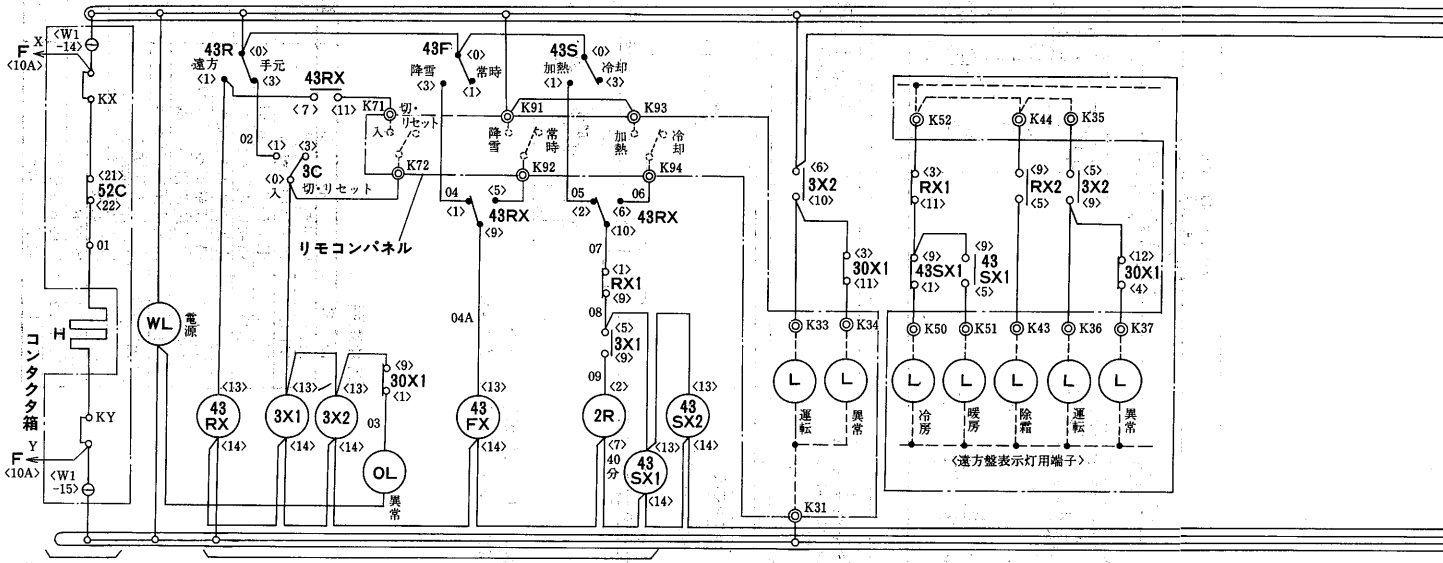 <W1
-14>
X
F
<10A>
KX
<21>
52C
<22>
01
H
コンタクタ箱
KY
Y
F
<10A>
<W1
-15>
WL
電源
43R
<0>
遠方
<1>
手元
<3>
43RX
<7>
<11>
K71
切・
リセット
入
02
<1>
<3>
3C
<0>
切・リセット
入
K72
リモコンパネル
43F
<0>
降雪
<3>
常時
<1>
43S
<0>
加熱
<1>
冷却
<3>
K91
K93
降雪
常時
加熱
冷却
K92
K94
04
<5>
<1>
43RX
<9>
05
06
<2>
<6>
43RX
<10>
07
<1>
RX1
<9>
08
<5>
3X1
<9>
09
04A
<13>
43
RX
<14>
<13>
3X1
<14>
<13>
3X2
<14>
<9>
30X1
<1>
03
OL
異常
<13>
43
FX
<14>
<2>
2R
<7>
40
分
<13>
43
SX1
<14>
<13>
43
SX2
<14>
<6>
3X2
<10>
<3>
30X1
<11>
K33
K34
L
L
運転
異常
K31
K52
K44
K35
<3>
RX1
<11>
<9>
RX2
<5>
<5>
3X2
<9>
<9>
43SX1
<1>
<9>
43
SX1
<5>
<12>
30X1
<4>
K50
K51
K43
K36
K37
L
L
L
L
L
冷房
暖房
除霜
運転
異常
<遠方盤表示灯用端子>